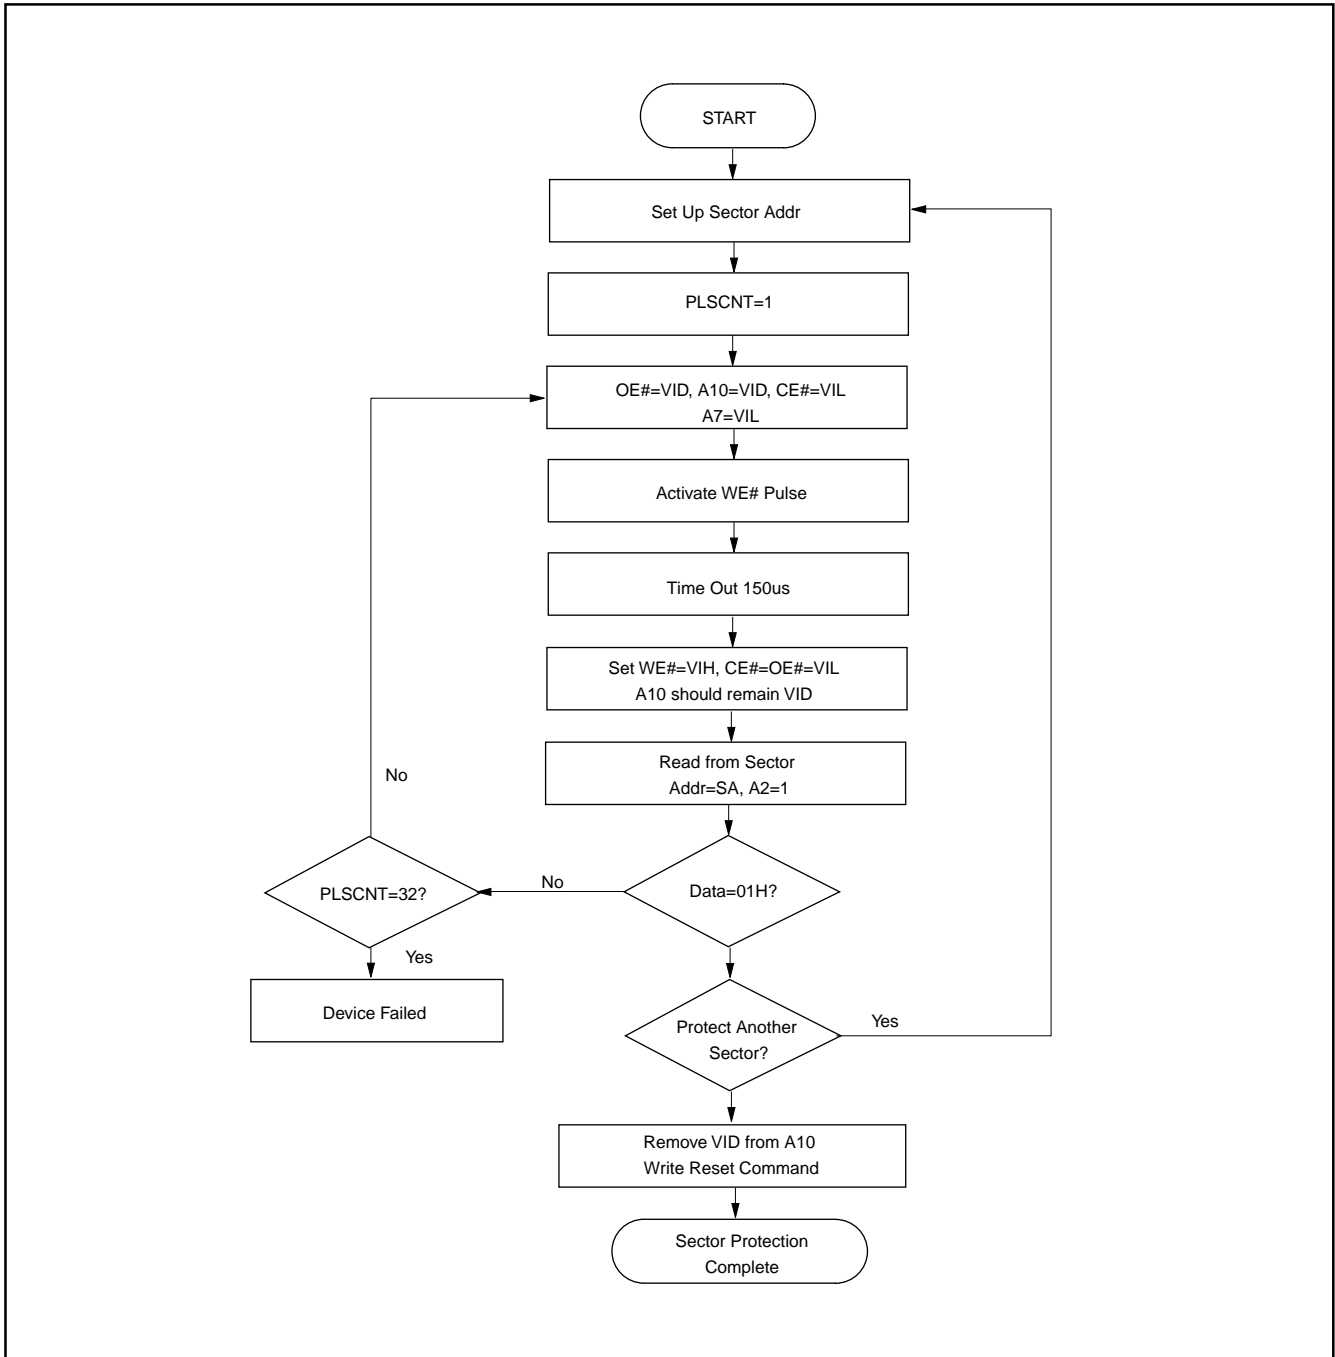 START
Set Up Sector Addr
PLSCNT=1
OE#=VID, A10=VID, CE#=VIL
A7=VIL
Activate WE# Pulse
Time Out 150us
Set WE#=VIH, CE#=OE#=VIL
A10 should remain VID
Read from Sector
Addr=SA, A2=1
No
PLSCNT=32?
No
Data=01H?
Yes
Device Failed
Protect Another
Sector?
Yes
Remove VID from A10
Write Reset Command
Sector Protection
Complete